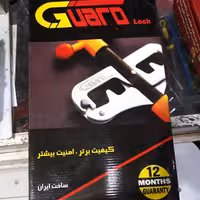 Guard
Lock
کیفیت برتر ، امنیت بیشتر
ساخت ایران
12
MONTHS
GUARANTY